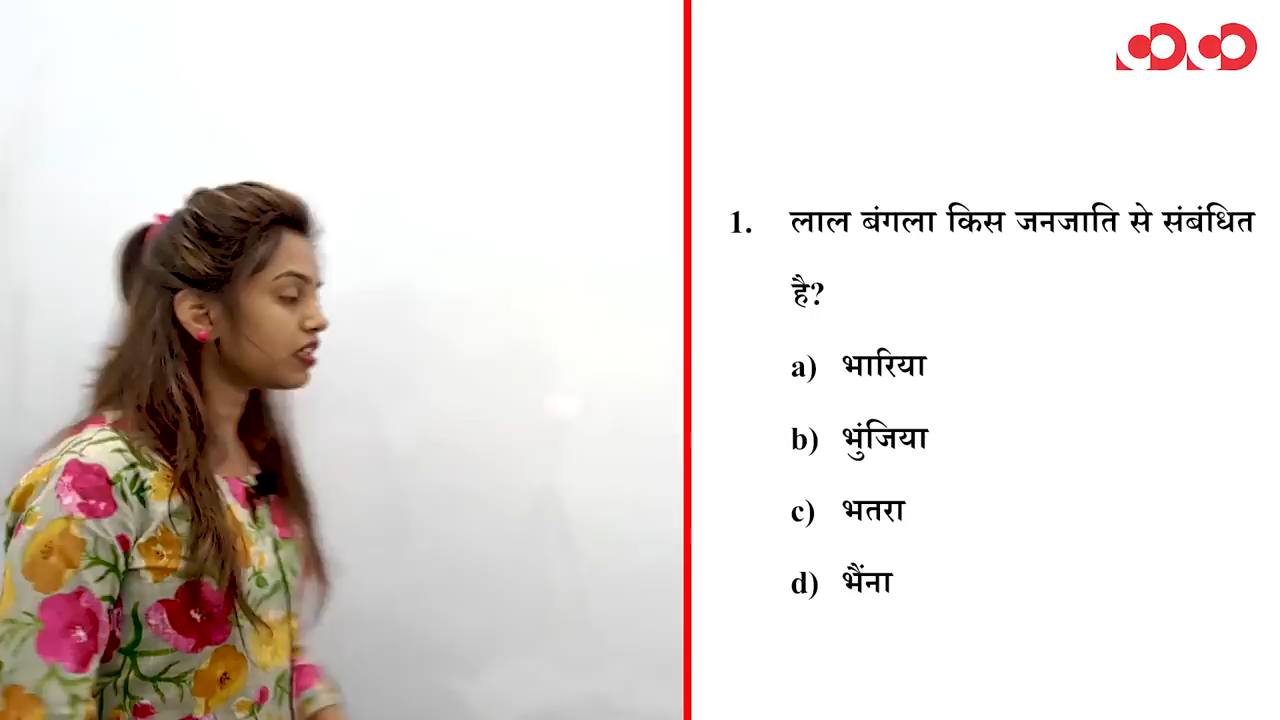 1. लाल बंगला किस जनजाति से संबंधित
है?
a) भारिया
b) भुंजिया
c) भतरा
d) भैंना